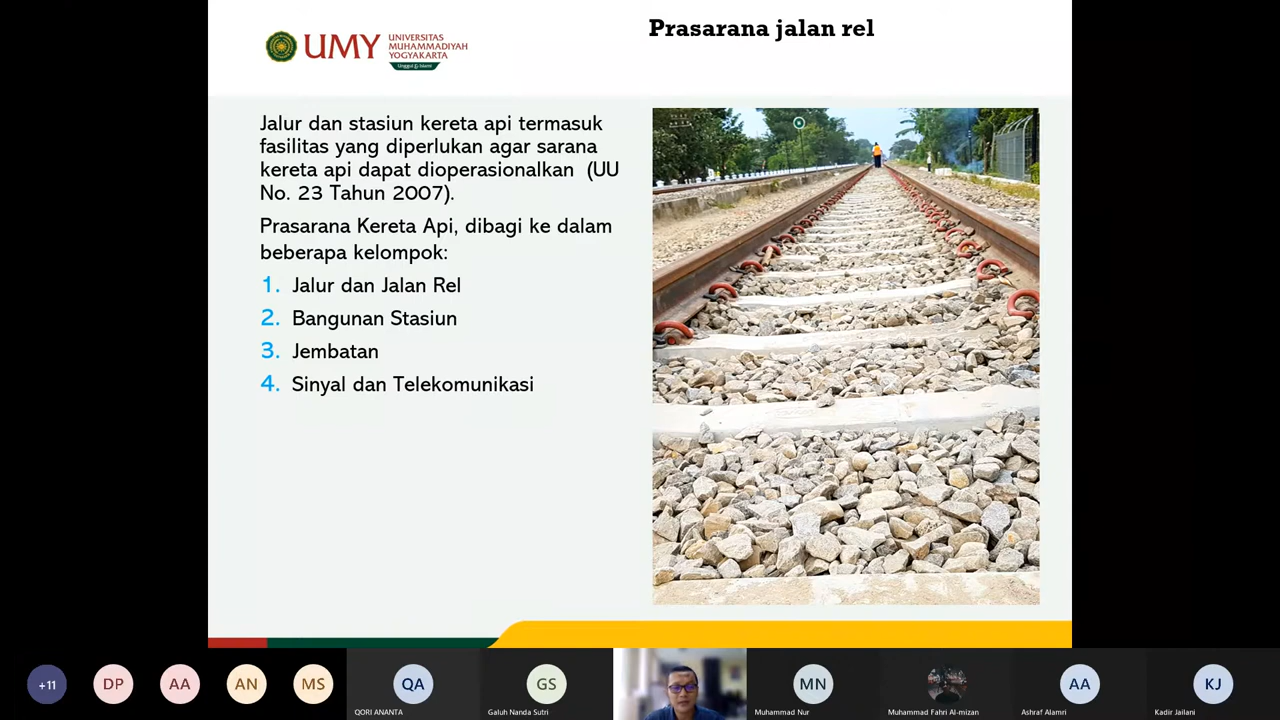 Prasarana jalan rel
UMY
UNIVERSITAS
MUHAMMADIYAH
YOGYAKARTA
Unggul & Islami
Jalur dan stasiun kereta api termasuk
fasilitas yang diperlukan agar sarana
kereta api dapat dioperasionalkan (UU
No. 23 Tahun 2007).
Prasarana Kereta Api, dibagi ke dalam
beberapa kelompok:
1. Jalur dan Jalan Rel
2. Bangunan Stasiun
3. Jembatan
4. Sinyal dan Telekomunikasi
+11
DP
AA
AN
MS
QA
QORI ANANTA
GS
Galuh Nanda Sutri
MN
Muhammad Nur
Muhammad Fahri Al-mizan
AA
Ashraf Alamri
KJ
Kadir Jailani